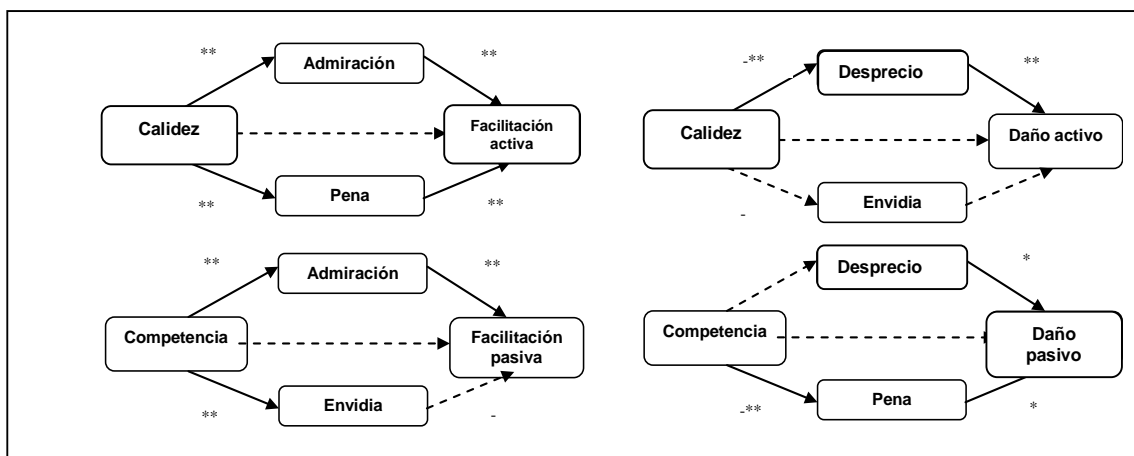 ** **
Admiración
Calidez
Facilitación
activa
Pena
** **
-** **
Desprecio
Calidez
Daño activo
Envidia
-
** **
Admiración
Competencia
Facilitación
pasiva
Envidia
** -
*
Desprecio
Competencia
Daño
pasivo
Pena
-** *